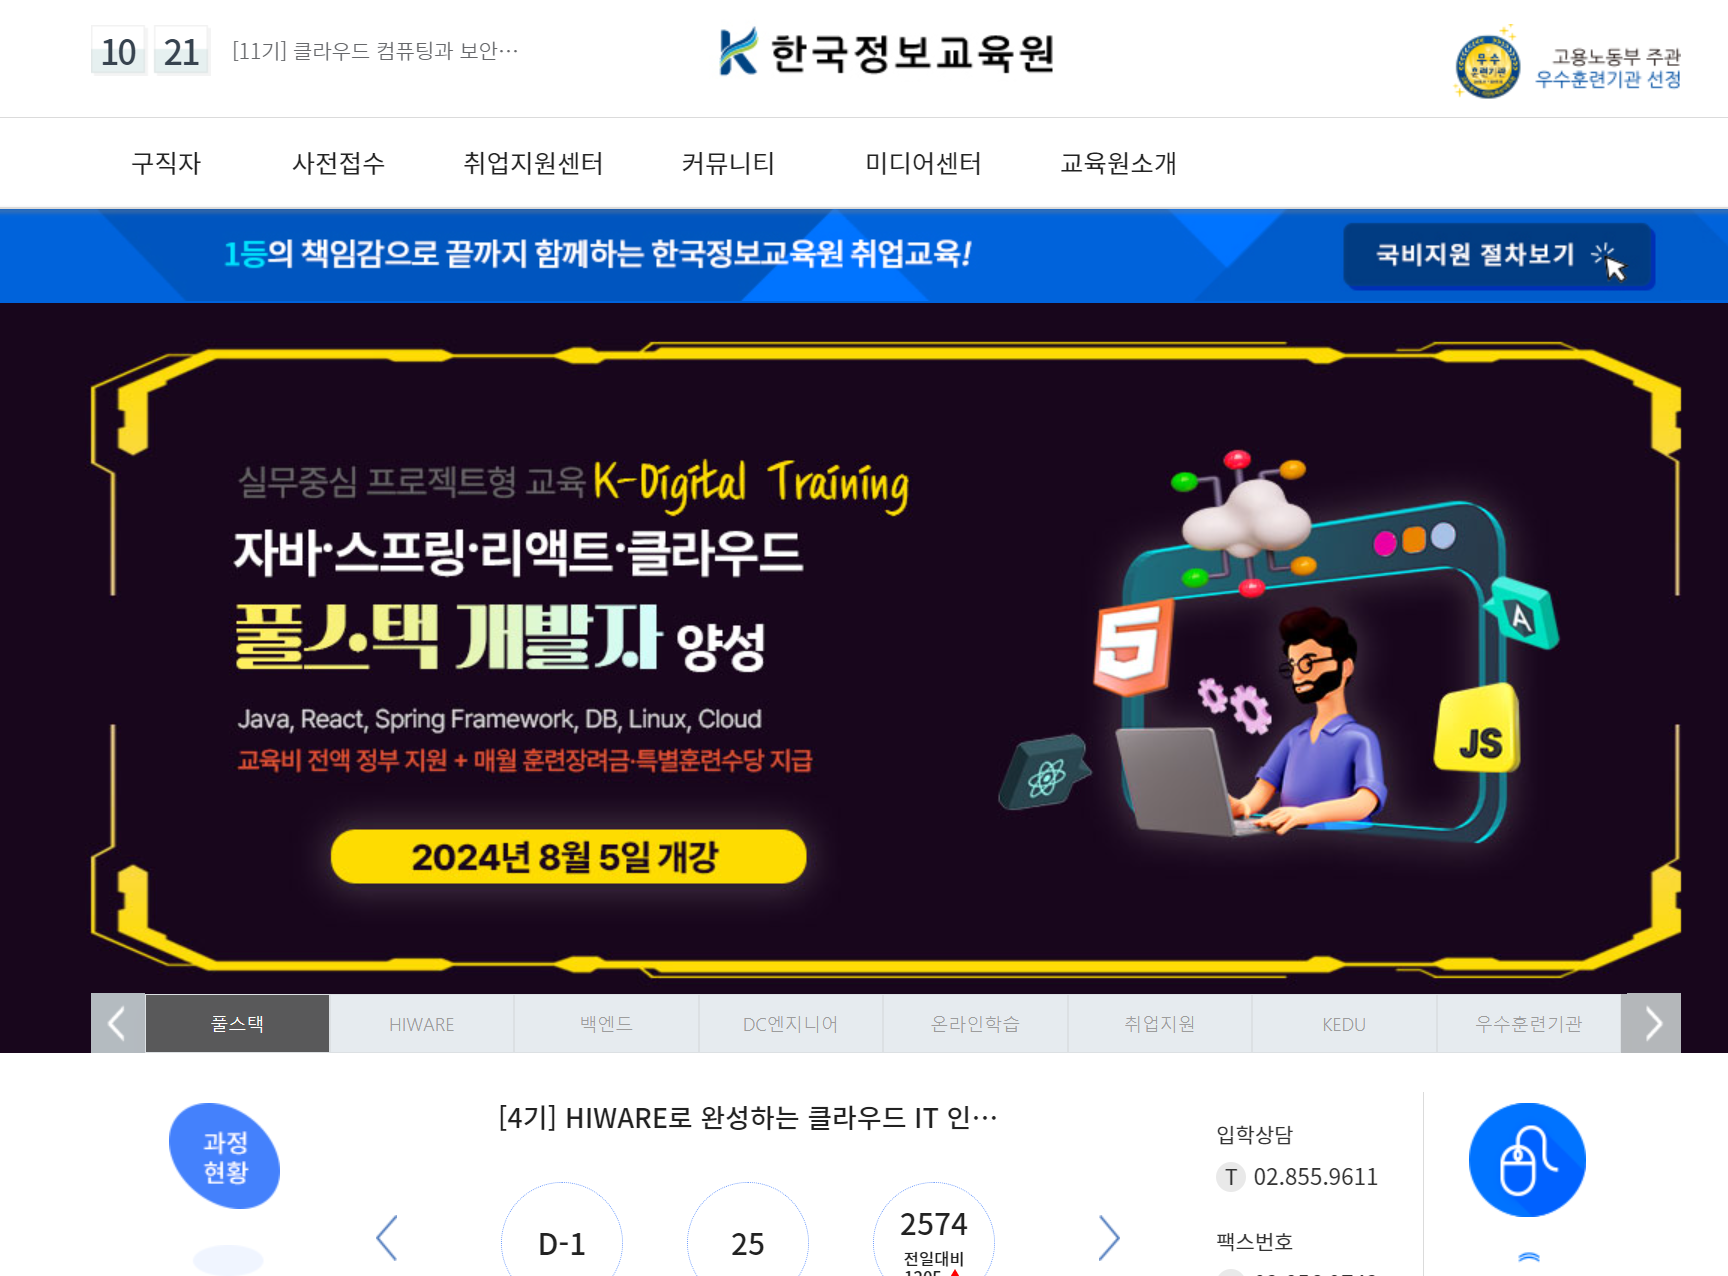 10 21 [11기] 클라우드 컴퓨팅과 보안…
한국정보교육원
우수
훈련기관
고용노동부 주관
우수훈련기관 선정
구직자 사전접수 취업지원센터 커뮤니티 미디어센터 교육원소개
1등의 책임감으로 끝까지 함께하는 한국정보교육원 취업교육!
국비지원 절차보기
실무중심 프로젝트형 교육 K-Digital Training
자바·스프링·리액트·클라우드
풀스택 개발자 양성
Java, React, Spring Framework, DB, Linux, Cloud
교육비 전액 정부 지원 + 매월 훈련장려금·특별훈련수당 지급
2024년 8월 5일 개강
5
A
JS
풀스택 HIWARE 백엔드 DC엔지니어 온라인학습 취업지원 KEDU 우수훈련기관
과정
현황
[4기] HIWARE로 완성하는 클라우드 IT 인…
D-1
25
2574
전일대비
입학상담
T 02.855.9611
팩스번호